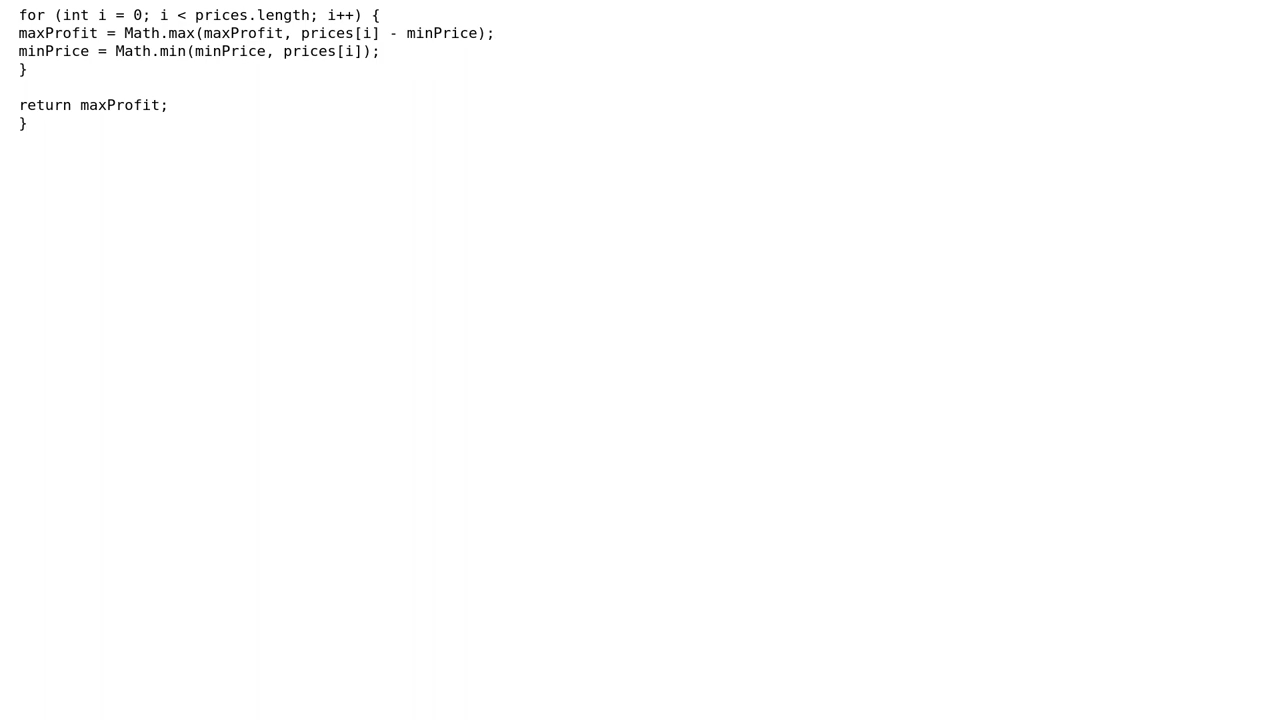 for (int i = 0; i < prices.length; i++) {
maxProfit = Math.max(maxProfit, prices[i] - minPrice);
minPrice = Math.min(minPrice, prices[i]);
}

return maxProfit;
}